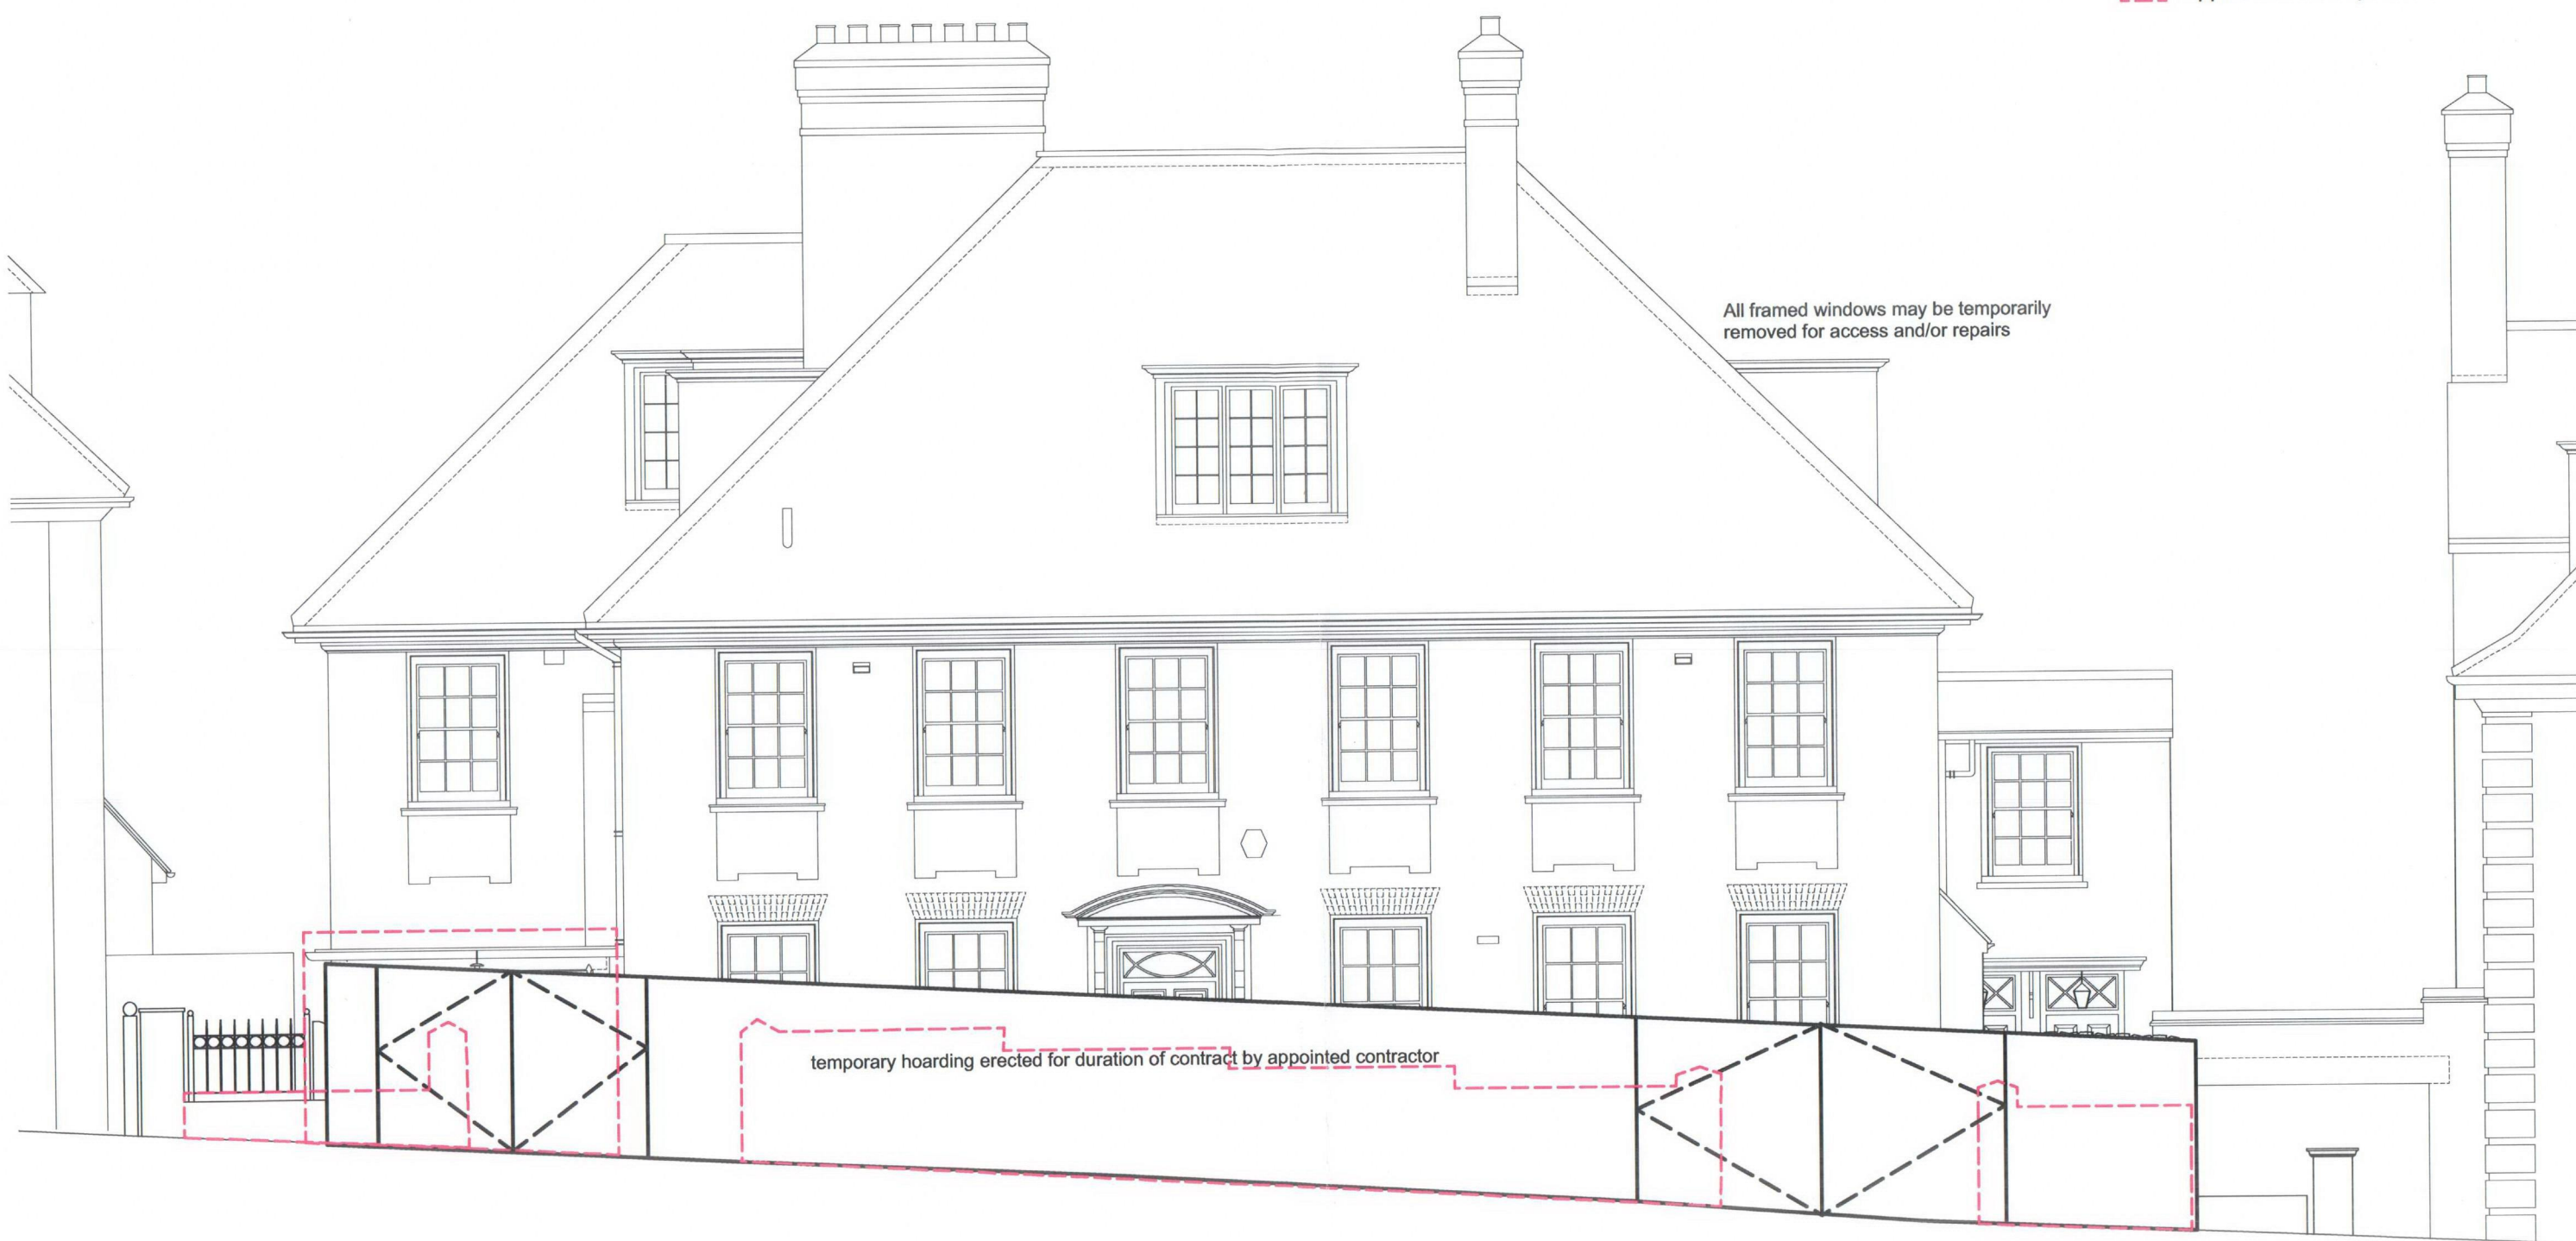 All framed windows may be temporarily
removed for access and/or repairs
temporary hoarding erected for duration of contract by appointed contractor